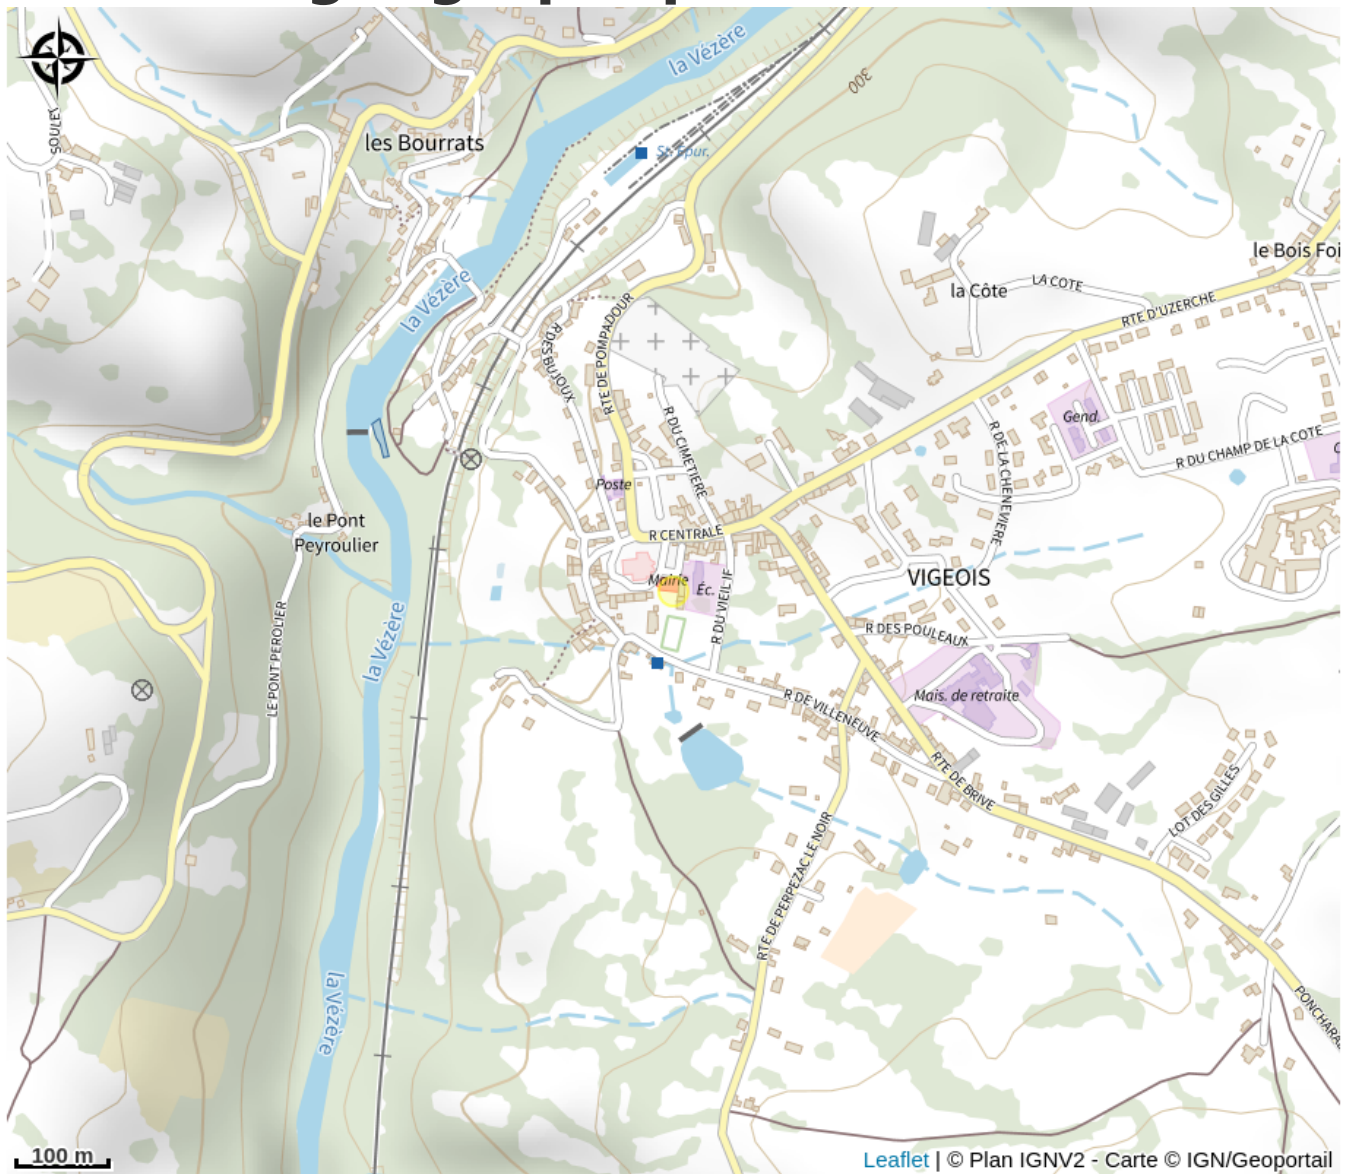 la Vézère
SOULET
300
les Bourrats
St. Épur.
le Bois Foi
la Vézère
la Côte
LA COTE
RTE D'UZERCHE
RTE DE POMPADOUR
R DES BUJOUX
R DU CIMETIERE
Gend.
R DE LA CHENEVIERE
R DU CHAMP DE LA COTE
C
Poste
le Pont
Peyroulier
R CENTRALE
Mairie
Éc.
VIGEOIS
R DU VIEIL IF
la Vézère
LE PONT PEROLIER
R DES POULEAUX
Mais. de retraite
R DE VILLENEUVE
RTE DE BRIVE
LOT DES GILLES
RTE DE PERPEZAC LE NOIR
la Vézère
PONCHARA
100 m
Leaflet | © Plan IGNV2 - Carte © IGN/Geoportail